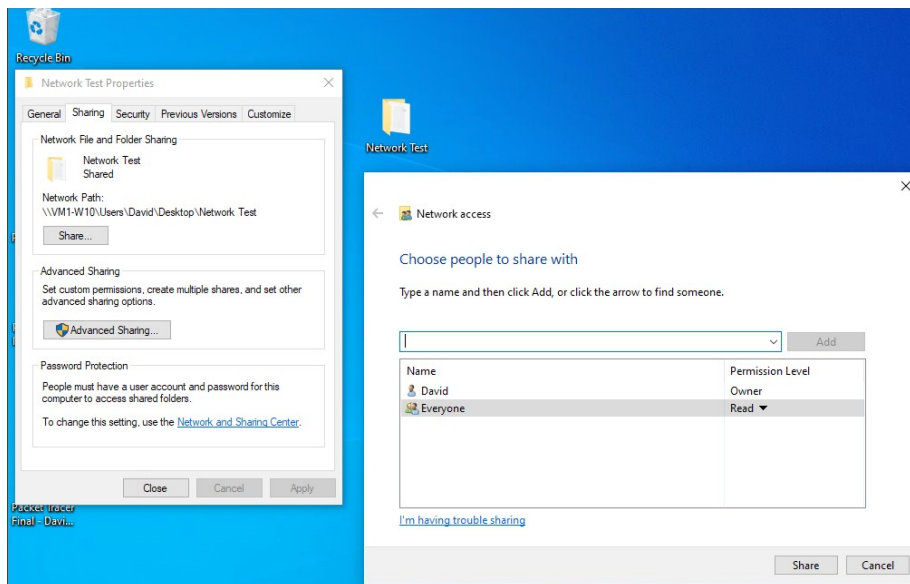 Recycle Bin
Network Test Properties
General Sharing Security Previous Versions Customize
Network File and Folder Sharing
Network Test
Shared
Network Path:
\\VM1-W10\Users\David\Desktop\Network Test
Share...
Advanced Sharing
Set custom permissions, create multiple shares, and set other
advanced sharing options.
Advanced Sharing...
Password Protection
People must have a user account and password for this
computer to access shared folders.
To change this setting, use the Network and Sharing Center.
Close Cancel Apply
Packet Tracer
Final - Davi...
Network Test
Network access
Choose people to share with
Type a name and then click Add, or click the arrow to find someone.
Add
Name Permission Level
David Owner
Everyone Read
I'm having trouble sharing
Share Cancel